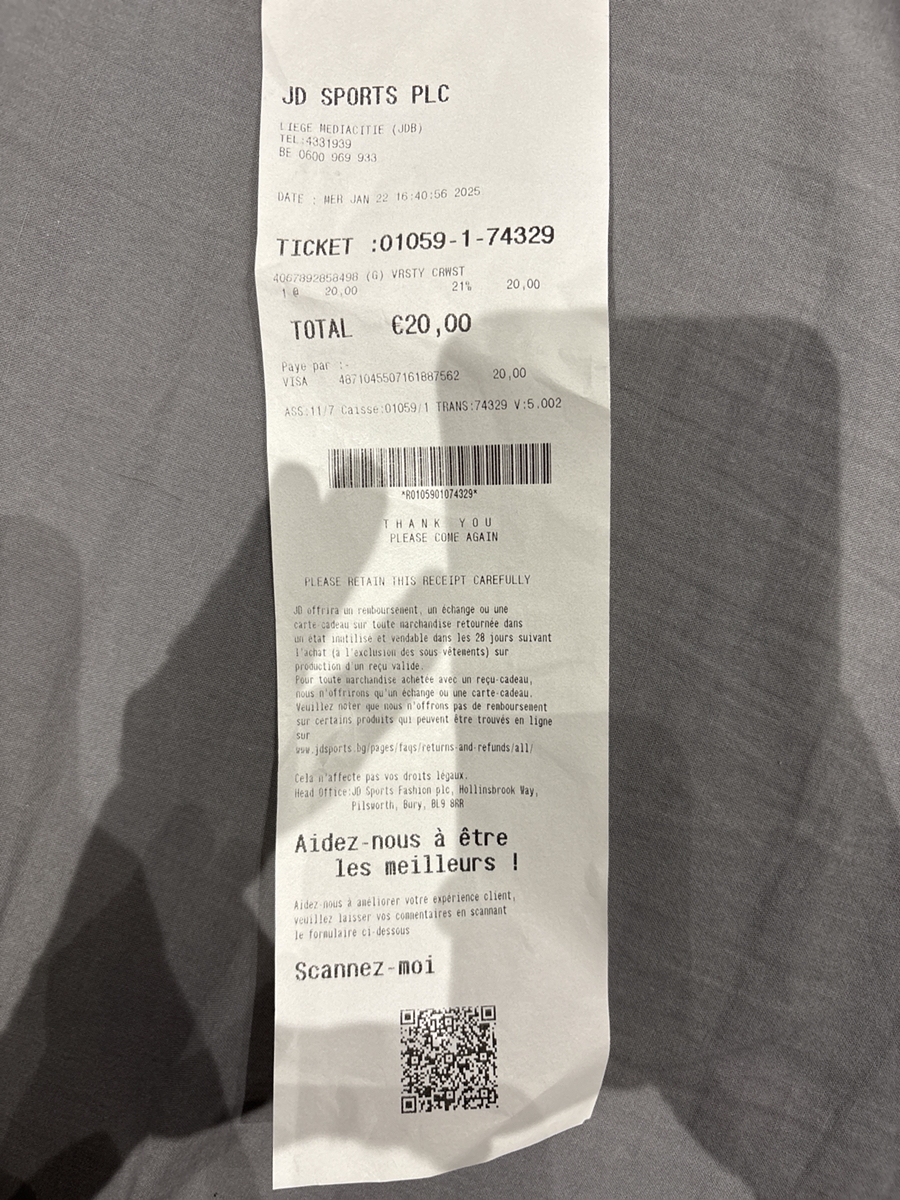 JD SPORTS PLC
LIEGE MEDIACITIE (JDB)
TEL:4331939
BE 0600 969 933
DATE : MER JAN 22 16:40:56 2025
TICKET :01059-1-74329
4067892858498 (G) VRSTY CRWST
1 @ 20,00 21% 20,00
TOTAL €20,00
Paye par :-
VISA 4871045507161887562 20,00
ASS:11/7 Caisse:01059/1 TRANS:74329 V:5.002
*R0105901074329*
THANK YOU
PLEASE COME AGAIN
PLEASE RETAIN THIS RECEIPT CAREFULLY
JD offrira un remboursement, un échange ou une
carte-cadeau sur toute marchandise retournée dans
un état inutilisé et vendable dans les 28 jours suivant
l'achat (à l'exclusion des sous vêtements) sur
production d'un reçu valide.
Pour toute marchandise achetée avec un reçu-cadeau,
nous n'offrirons qu'un échange ou une carte-cadeau.
Veuillez noter que nous n'offrons pas de remboursement
sur certains produits qui peuvent être trouvés en ligne
sur
www.jdsports.bg/pages/faqs/returns-and-refunds/all/
Cela n'affecte pas vos droits légaux.
Head Office:JD Sports Fashion plc, Hollinsbrook Way,
Pilsworth, Bury, BL9 8RR
Aidez-nous à être
les meilleurs !
Aidez-nous à améliorer votre expérience client,
veuillez laisser vos commentaires en scannant
le formulaire ci-dessous
Scannez-moi